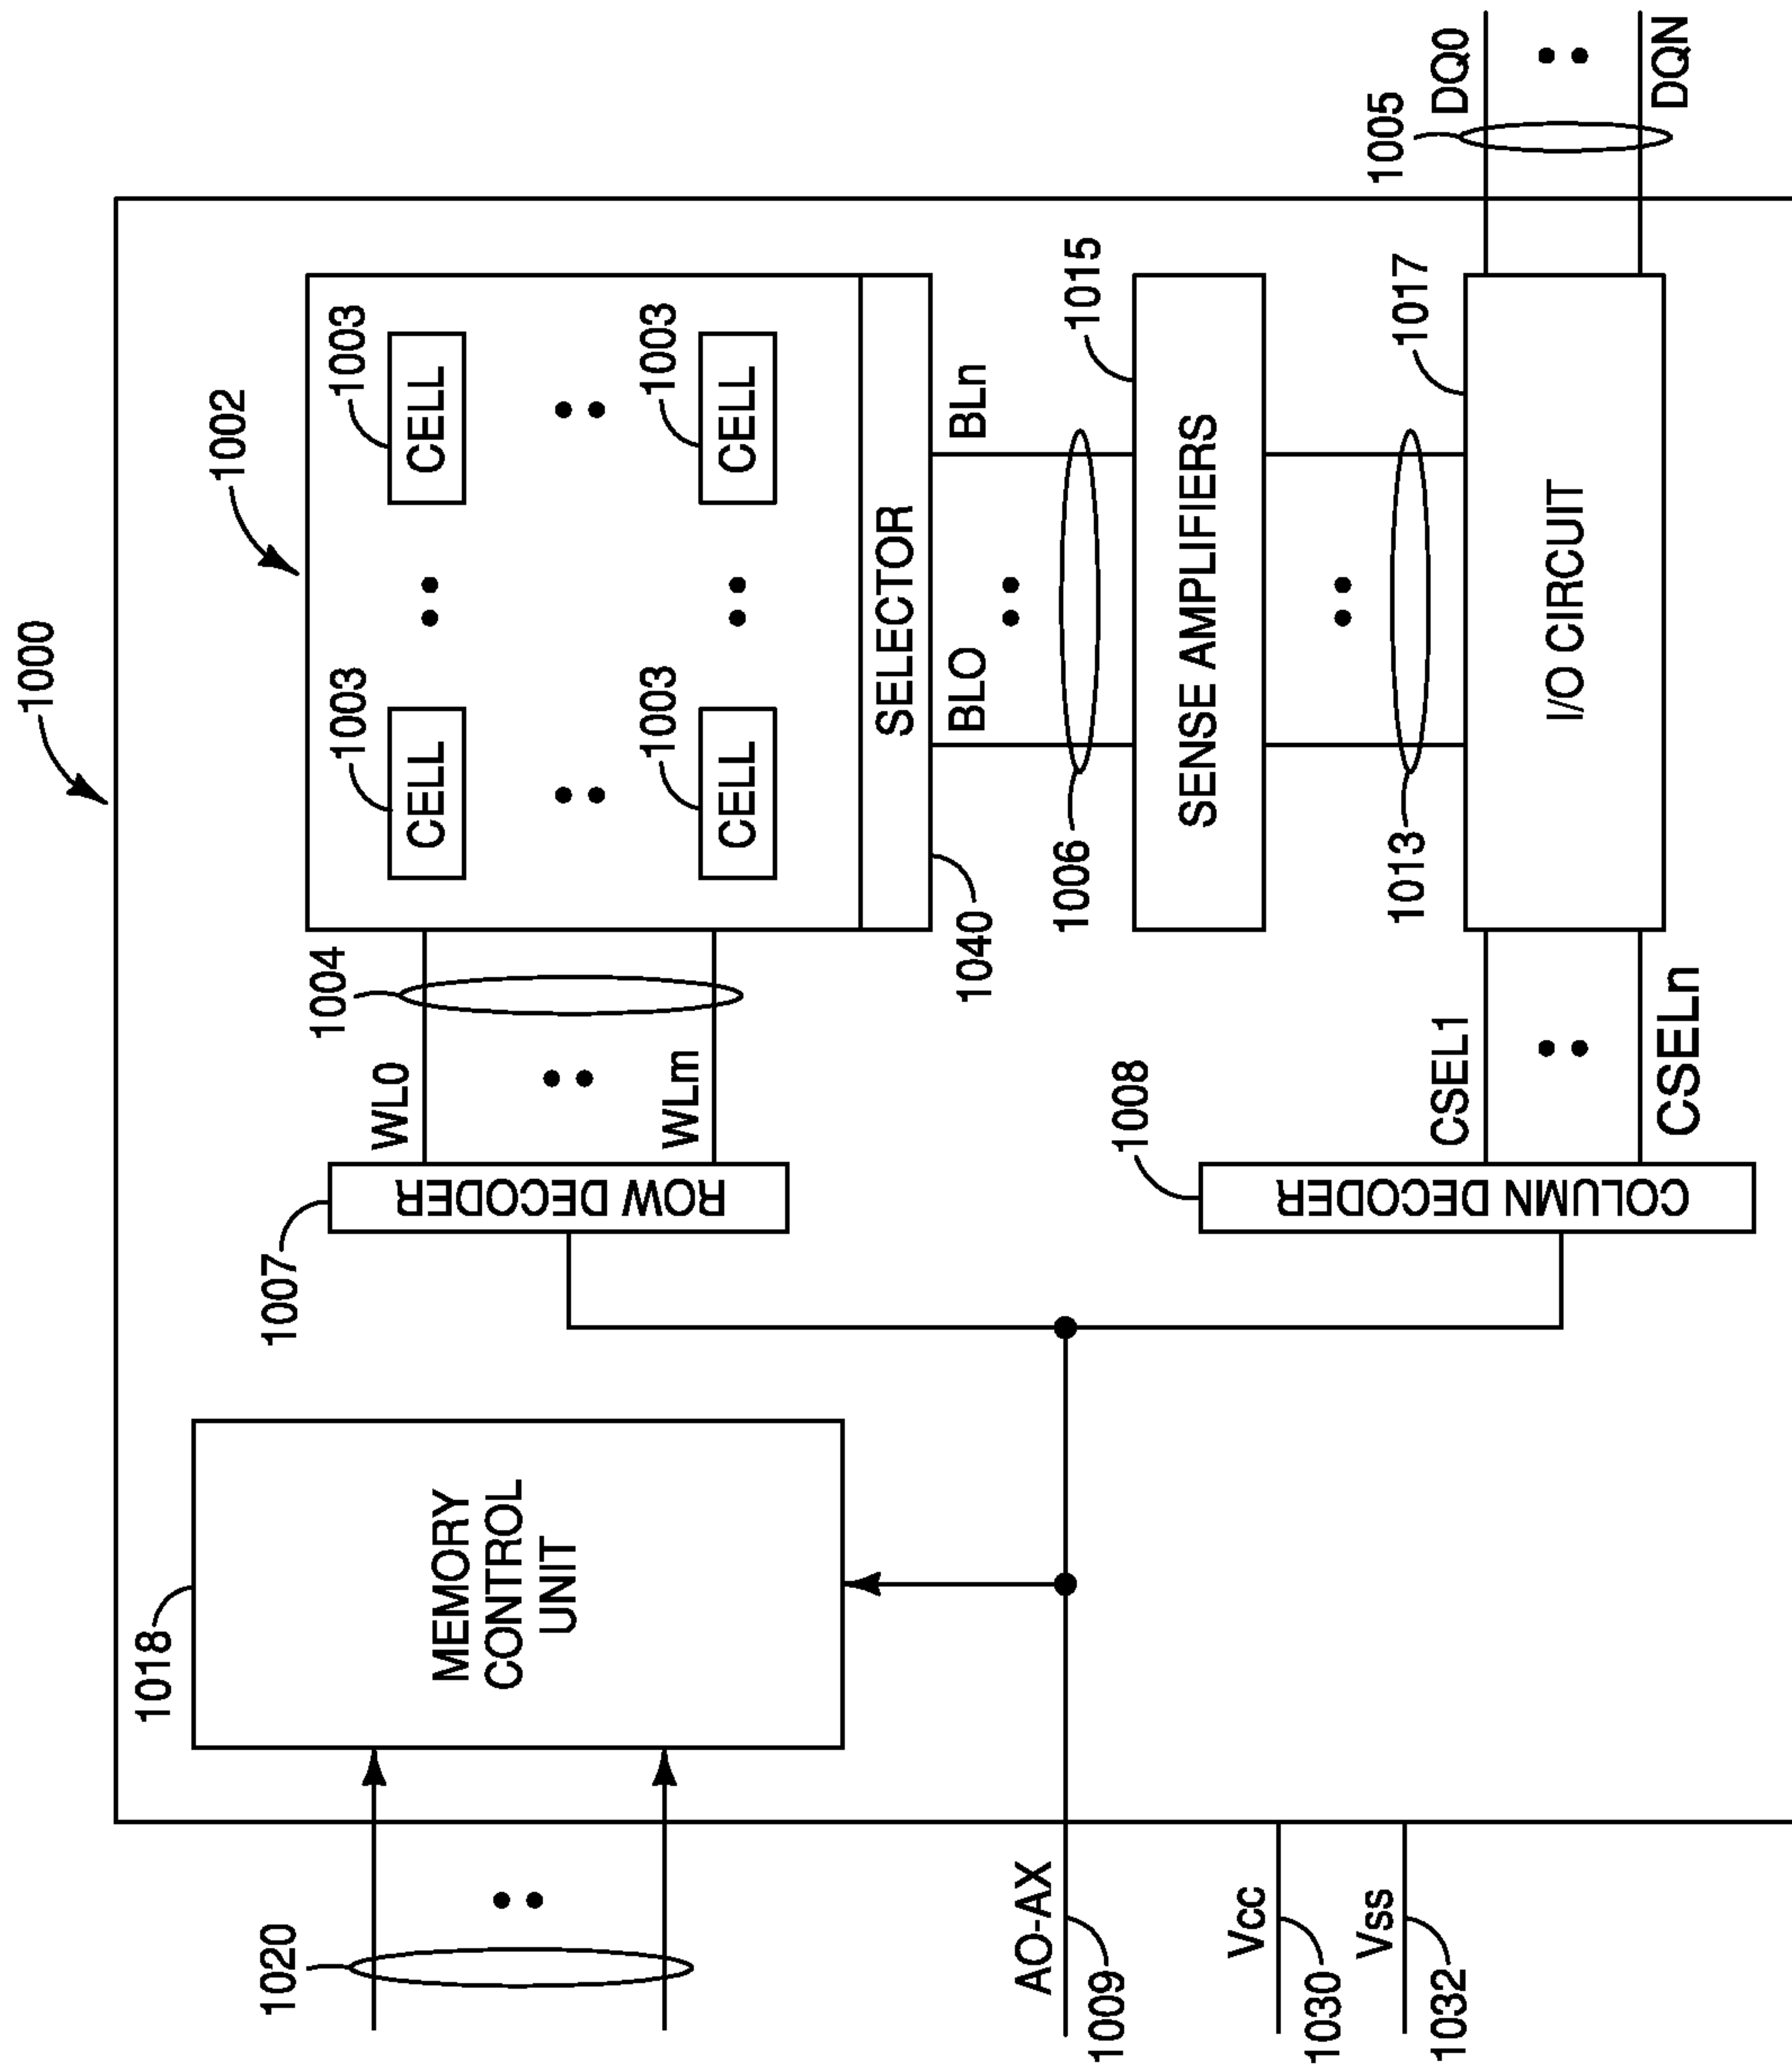 1000
1002
1003
CELL
1003
CELL
1003
CELL
1003
CELL
SELECTOR
1040
1004
WL0
WLm
1007
ROW DECODER
1018
MEMORY
CONTROL
UNIT
1020
BLO
BLn
1006
1015
SENSE AMPLIFIERS
1013
1017
I/O CIRCUIT
1005
DQ0
DQN
1008
COLUMN DECODER
CSEL1
CSELn
AO-AX
1009
Vcc
1030
Vss
1032